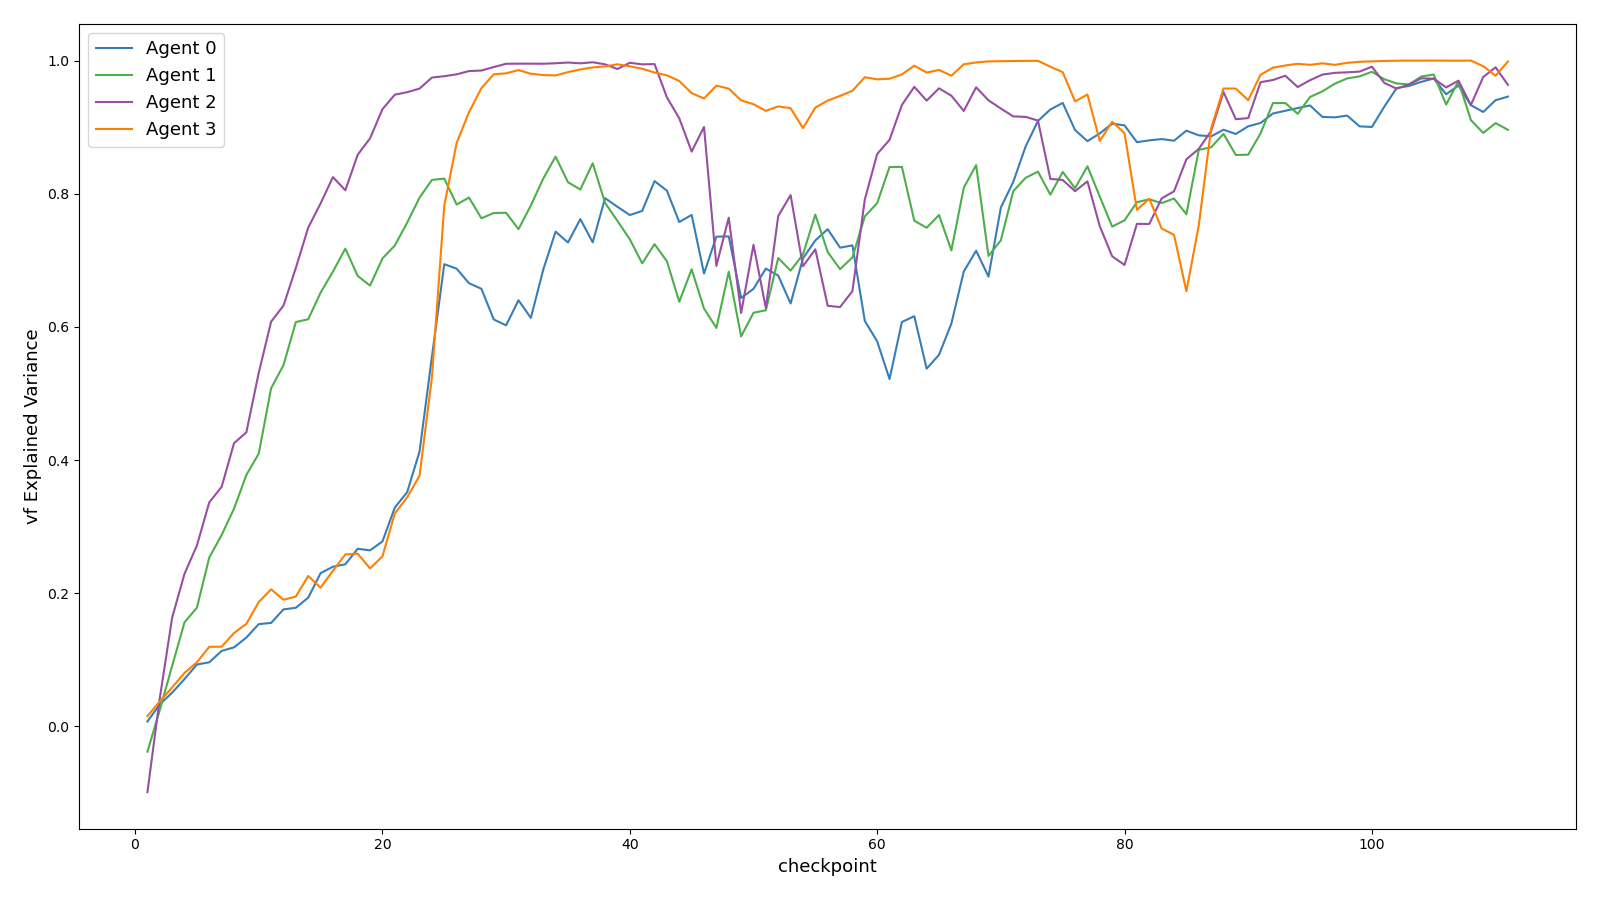 Agent 0
Agent 1
Agent 2
Agent 3
1.0
0.8
0.6
0.4
0.2
0.0
vf Explained Variance
0 20 40 60 80 100
checkpoint